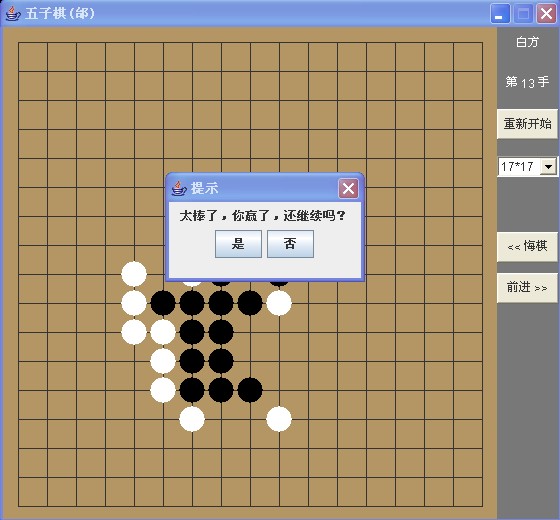 五子棋(邰)
白方
第 13 手
重新开始
17*17
提示
太棒了，你赢了，还继续吗？
是 否
<< 悔棋
前进 >>